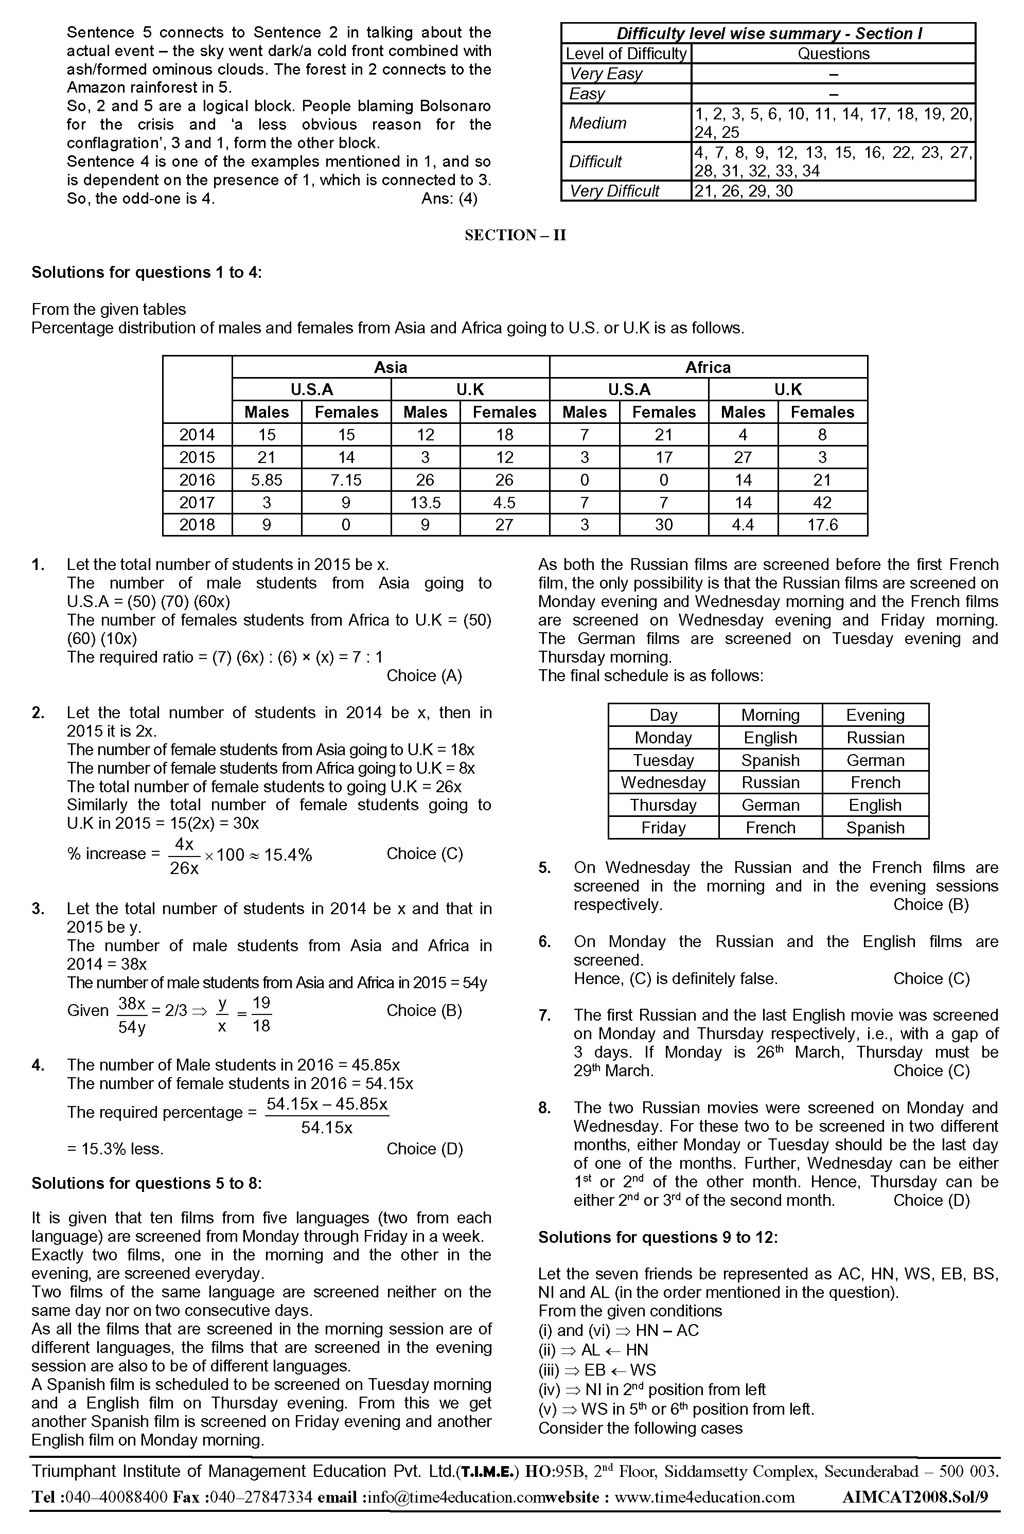 Sentence 5 connects to Sentence 2 in talking about the
actual event – the sky went dark/a cold front combined with
ash/formed ominous clouds. The forest in 2 connects to the
Amazon rainforest in 5.
So, 2 and 5 are a logical block. People blaming Bolsonaro
for the crisis and ‘a less obvious reason for the
conflagration’, 3 and 1, form the other block.
Sentence 4 is one of the examples mentioned in 1, and so
is dependent on the presence of 1, which is connected to 3.
So, the odd-one is 4. Ans: (4)
Difficulty level wise summary - Section I
Level of Difficulty Questions
Very Easy –
Easy –
Medium 1, 2, 3, 5, 6, 10, 11, 14, 17, 18, 19, 20,
24, 25
Difficult 4, 7, 8, 9, 12, 13, 15, 16, 22, 23, 27,
28, 31, 32, 33, 34
Very Difficult 21, 26, 29, 30
SECTION – II
Solutions for questions 1 to 4:
From the given tables
Percentage distribution of males and females from Asia and Africa going to U.S. or U.K is as follows.
Asia Africa
U.S.A U.K U.S.A U.K
Males Females Males Females Males Females Males Females
2014 15 15 12 18 7 21 4 8
2015 21 14 3 12 3 17 27 3
2016 5.85 7.15 26 26 0 0 14 21
2017 3 9 13.5 4.5 7 7 14 42
2018 9 0 9 27 3 30 4.4 17.6
1. Let the total number of students in 2015 be x.
The number of male students from Asia going to
U.S.A = (50) (70) (60x)
The number of females students from Africa to U.K = (50)
(60) (10x)
The required ratio = (7) (6x) : (6) × (x) = 7 : 1
Choice (A)
2. Let the total number of students in 2014 be x, then in
2015 it is 2x.
The number of female students from Asia going to U.K = 18x
The number of female students from Africa going to U.K = 8x
The total number of female students to going U.K = 26x
Similarly the total number of female students going to
U.K in 2015 = 15(2x) = 30x
% increase = 4x/26x × 100 ≈ 15.4% Choice (C)
3. Let the total number of students in 2014 be x and that in
2015 be y.
The number of male students from Asia and Africa in
2014 = 38x
The number of male students from Asia and Africa in 2015 = 54y
Given 38x/54y = 2/3 ⇒ y/x = 19/18 Choice (B)
4. The number of Male students in 2016 = 45.85x
The number of female students in 2016 = 54.15x
The required percentage = 54.15x – 45.85x/54.15x
= 15.3% less. Choice (D)
Solutions for questions 5 to 8:
It is given that ten films from five languages (two from each
language) are screened from Monday through Friday in a week.
Exactly two films, one in the morning and the other in the
evening, are screened everyday.
Two films of the same language are screened neither on the
same day nor on two consecutive days.
As all the films that are screened in the morning session are of
different languages, the films that are screened in the evening
session are also to be of different languages.
A Spanish film is scheduled to be screened on Tuesday morning
and a English film on Thursday evening. From this we get
another Spanish film is screened on Friday evening and another
English film on Monday morning.
As both the Russian films are screened before the first French
film, the only possibility is that the Russian films are screened on
Monday evening and Wednesday morning and the French films
are screened on Wednesday evening and Friday morning.
The German films are screened on Tuesday evening and
Thursday morning.
The final schedule is as follows:
Day Morning Evening
Monday English Russian
Tuesday Spanish German
Wednesday Russian French
Thursday German English
Friday French Spanish
5. On Wednesday the Russian and the French films are
screened in the morning and in the evening sessions
respectively. Choice (B)
6. On Monday the Russian and the English films are
screened.
Hence, (C) is definitely false. Choice (C)
7. The first Russian and the last English movie was screened
on Monday and Thursday respectively, i.e., with a gap of
3 days. If Monday is 26th March, Thursday must be
29th March. Choice (C)
8. The two Russian movies were screened on Monday and
Wednesday. For these two to be screened in two different
months, either Monday or Tuesday should be the last day
of one of the months. Further, Wednesday can be either
1st or 2nd of the other month. Hence, Thursday can be
either 2nd or 3rd of the second month. Choice (D)
Solutions for questions 9 to 12:
Let the seven friends be represented as AC, HN, WS, EB, BS,
NI and AL (in the order mentioned in the question).
From the given conditions
(i) and (vi) ⇒ HN – AC
(ii) ⇒ AL ← HN
(iii) ⇒ EB ← WS
(iv) ⇒ NI in 2nd position from left
(v) ⇒ WS in 5th or 6th position from left.
Consider the following cases
Triumphant Institute of Management Education Pvt. Ltd.(T.I.M.E.) HO:95B, 2nd Floor, Siddamsetty Complex, Secunderabad – 500 003.
Tel :040–40088400 Fax :040–27847334 email :info@time4education.comwebsite : www.time4education.com AIMCAT2008.Sol/9